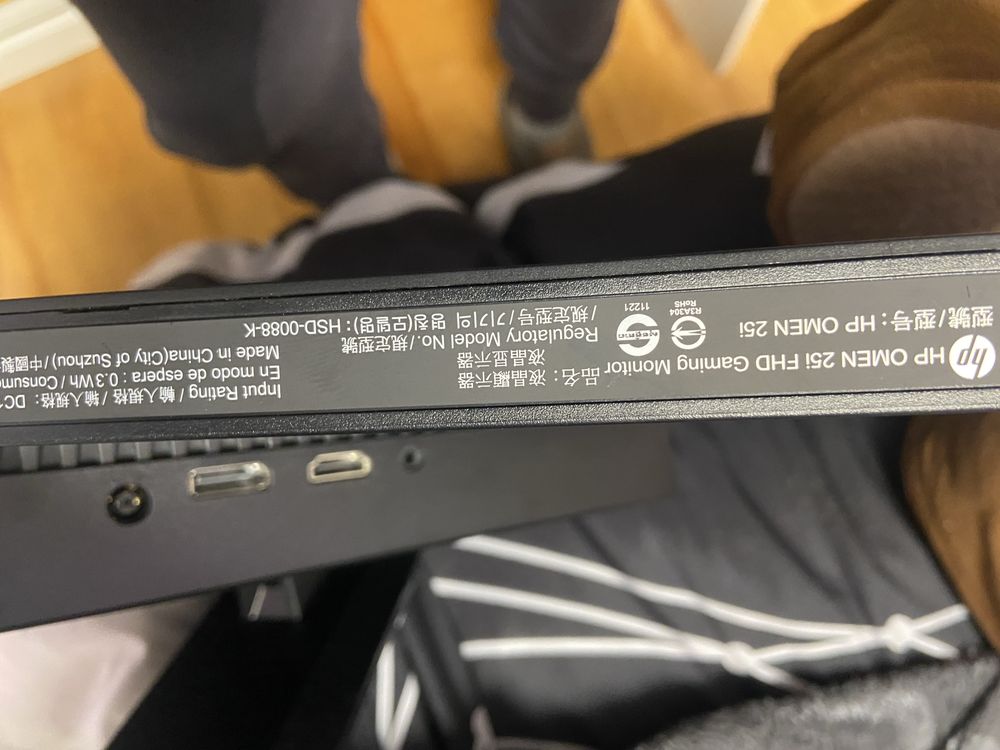 hp
HP OMEN 25i FHD Gaming Monitor
型號/型号: HP OMEN 25i
R3A304
RoHS
11221
品名: 液晶顯示器
液晶显示器
Regulatory Model No./規定型號
/规定型号/기기의 명칭(모델명): HSD-0088-K
Input Rating / 輸入規格 / 输入规格: DC
En modo de espera : 0.3 Wh / Consumo
Made in China(City of Suzhou) / 中國製